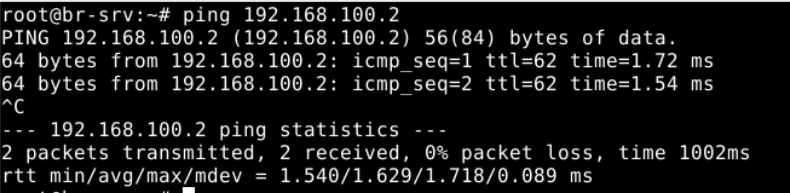 root@br-srv:~# ping 192.168.100.2
PING 192.168.100.2 (192.168.100.2) 56(84) bytes of data.
64 bytes from 192.168.100.2: icmp_seq=1 ttl=62 time=1.72 ms
64 bytes from 192.168.100.2: icmp_seq=2 ttl=62 time=1.54 ms
^C
--- 192.168.100.2 ping statistics ---
2 packets transmitted, 2 received, 0% packet loss, time 1002ms
rtt min/avg/max/mdev = 1.540/1.629/1.718/0.089 ms